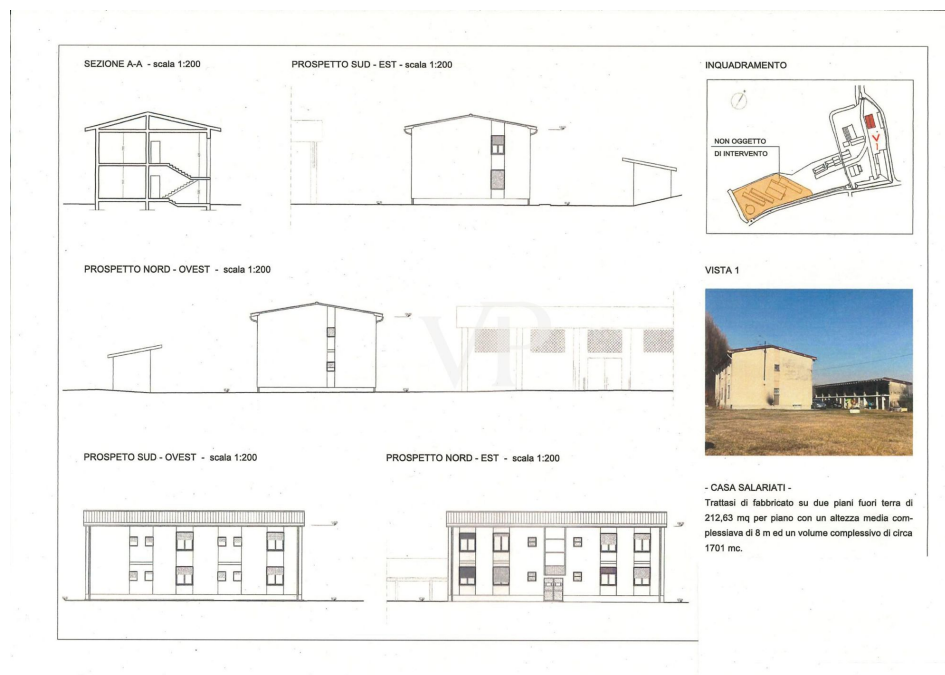 SEZIONE A-A - scala 1:200
PROSPETTO SUD - EST - scala 1:200
INQUADRAMENTO
NON OGGETTO
DI INTERVENTO
PROSPETTO NORD - OVEST - scala 1:200
VISTA 1
VP
PROSPETO SUD - OVEST - scala 1:200
PROSPETTO NORD - EST - scala 1:200
- CASA SALARIATI -
Trattasi di fabbricato su due piani fuori terra di
212,63 mq per piano con un altezza media com-
plessiava di 8 m ed un volume complessivo di circa
1701 mc.